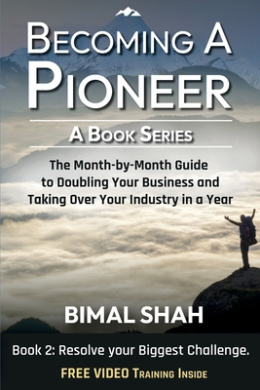 BECOMING A
PIONEER
A BOOK SERIES
The Month-by-Month Guide
to Doubling Your Business and
Taking Over Your Industry in a Year
BIMAL SHAH
Book 2: Resolve your Biggest Challenge.
FREE VIDEO TRAINING INSIDE